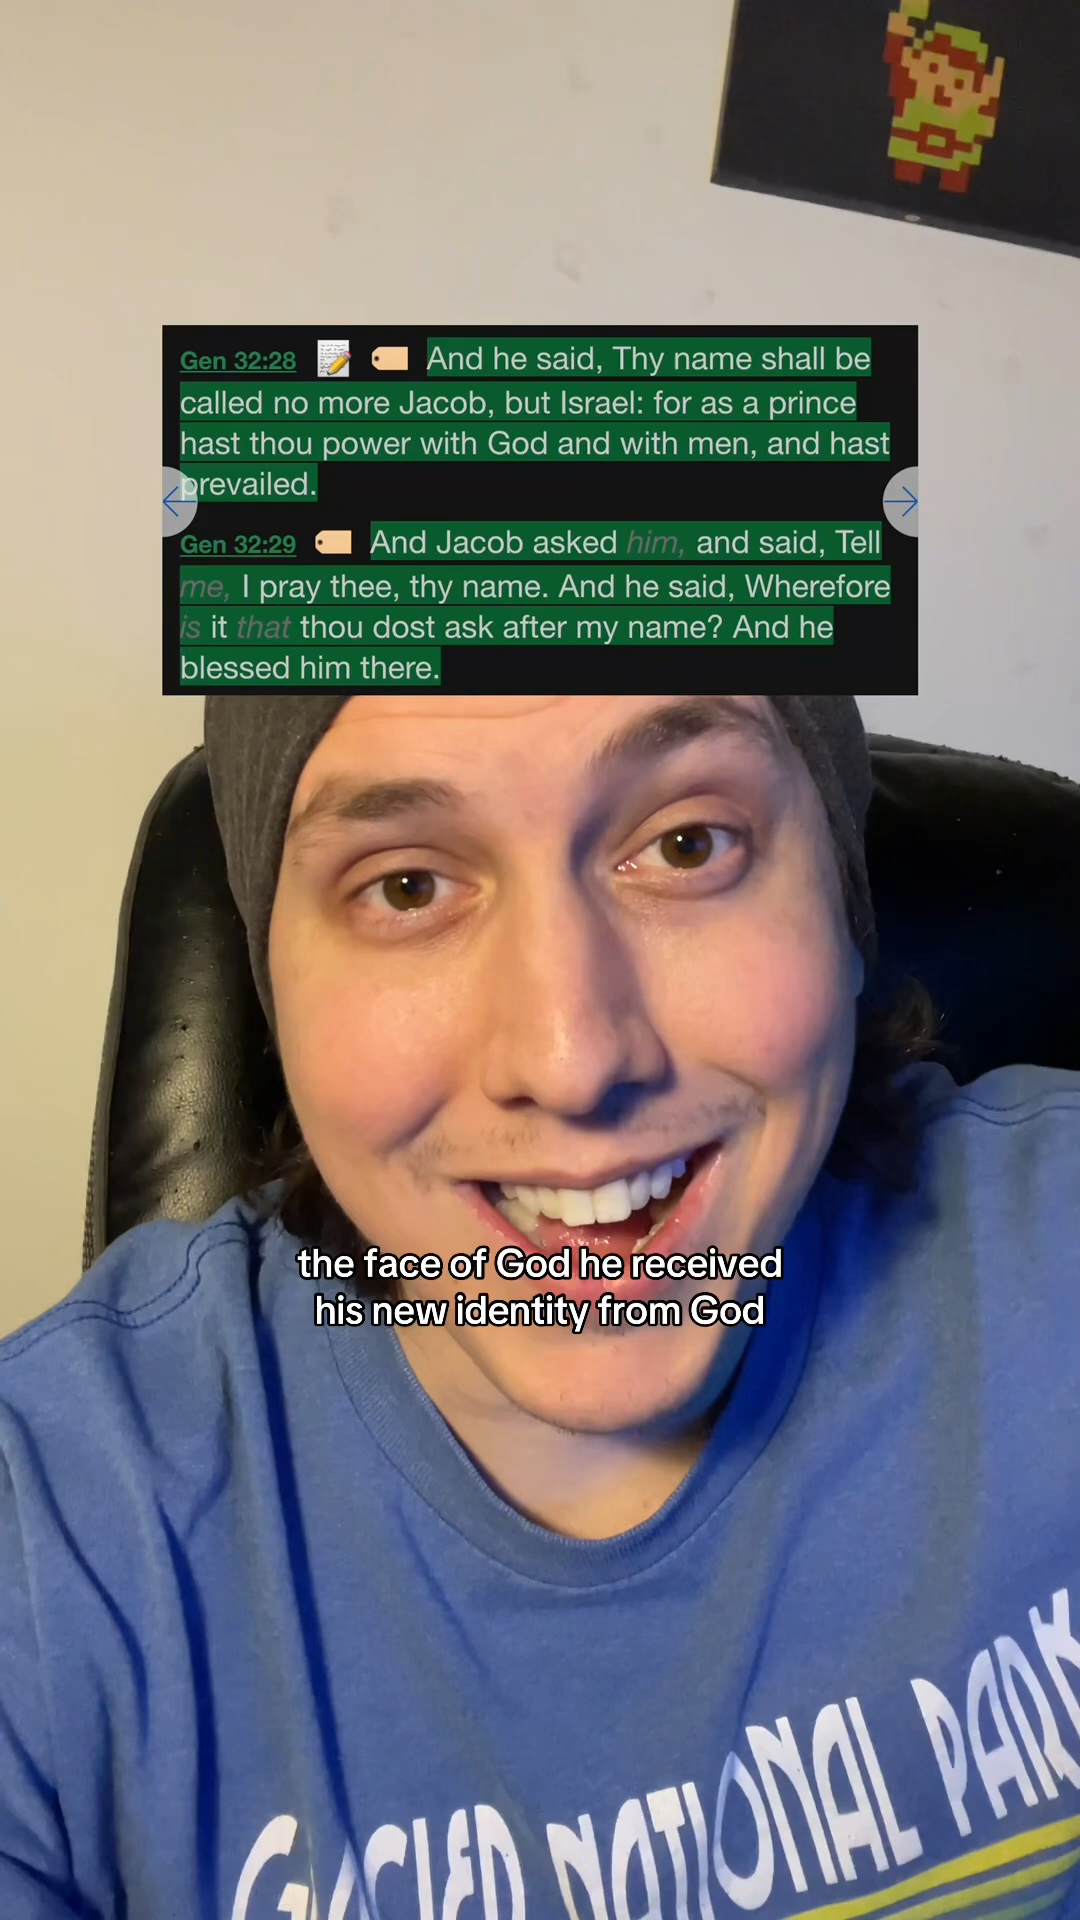 Gen 32:28 And he said, Thy name shall be
called no more Jacob, but Israel: for as a prince
hast thou power with God and with men, and hast
prevailed.
Gen 32:29 And Jacob asked him, and said, Tell
me, I pray thee, thy name. And he said, Wherefore
is it that thou dost ask after my name? And he
blessed him there.
the face of God he received
his new identity from God
GLACIER NATIONAL PARK